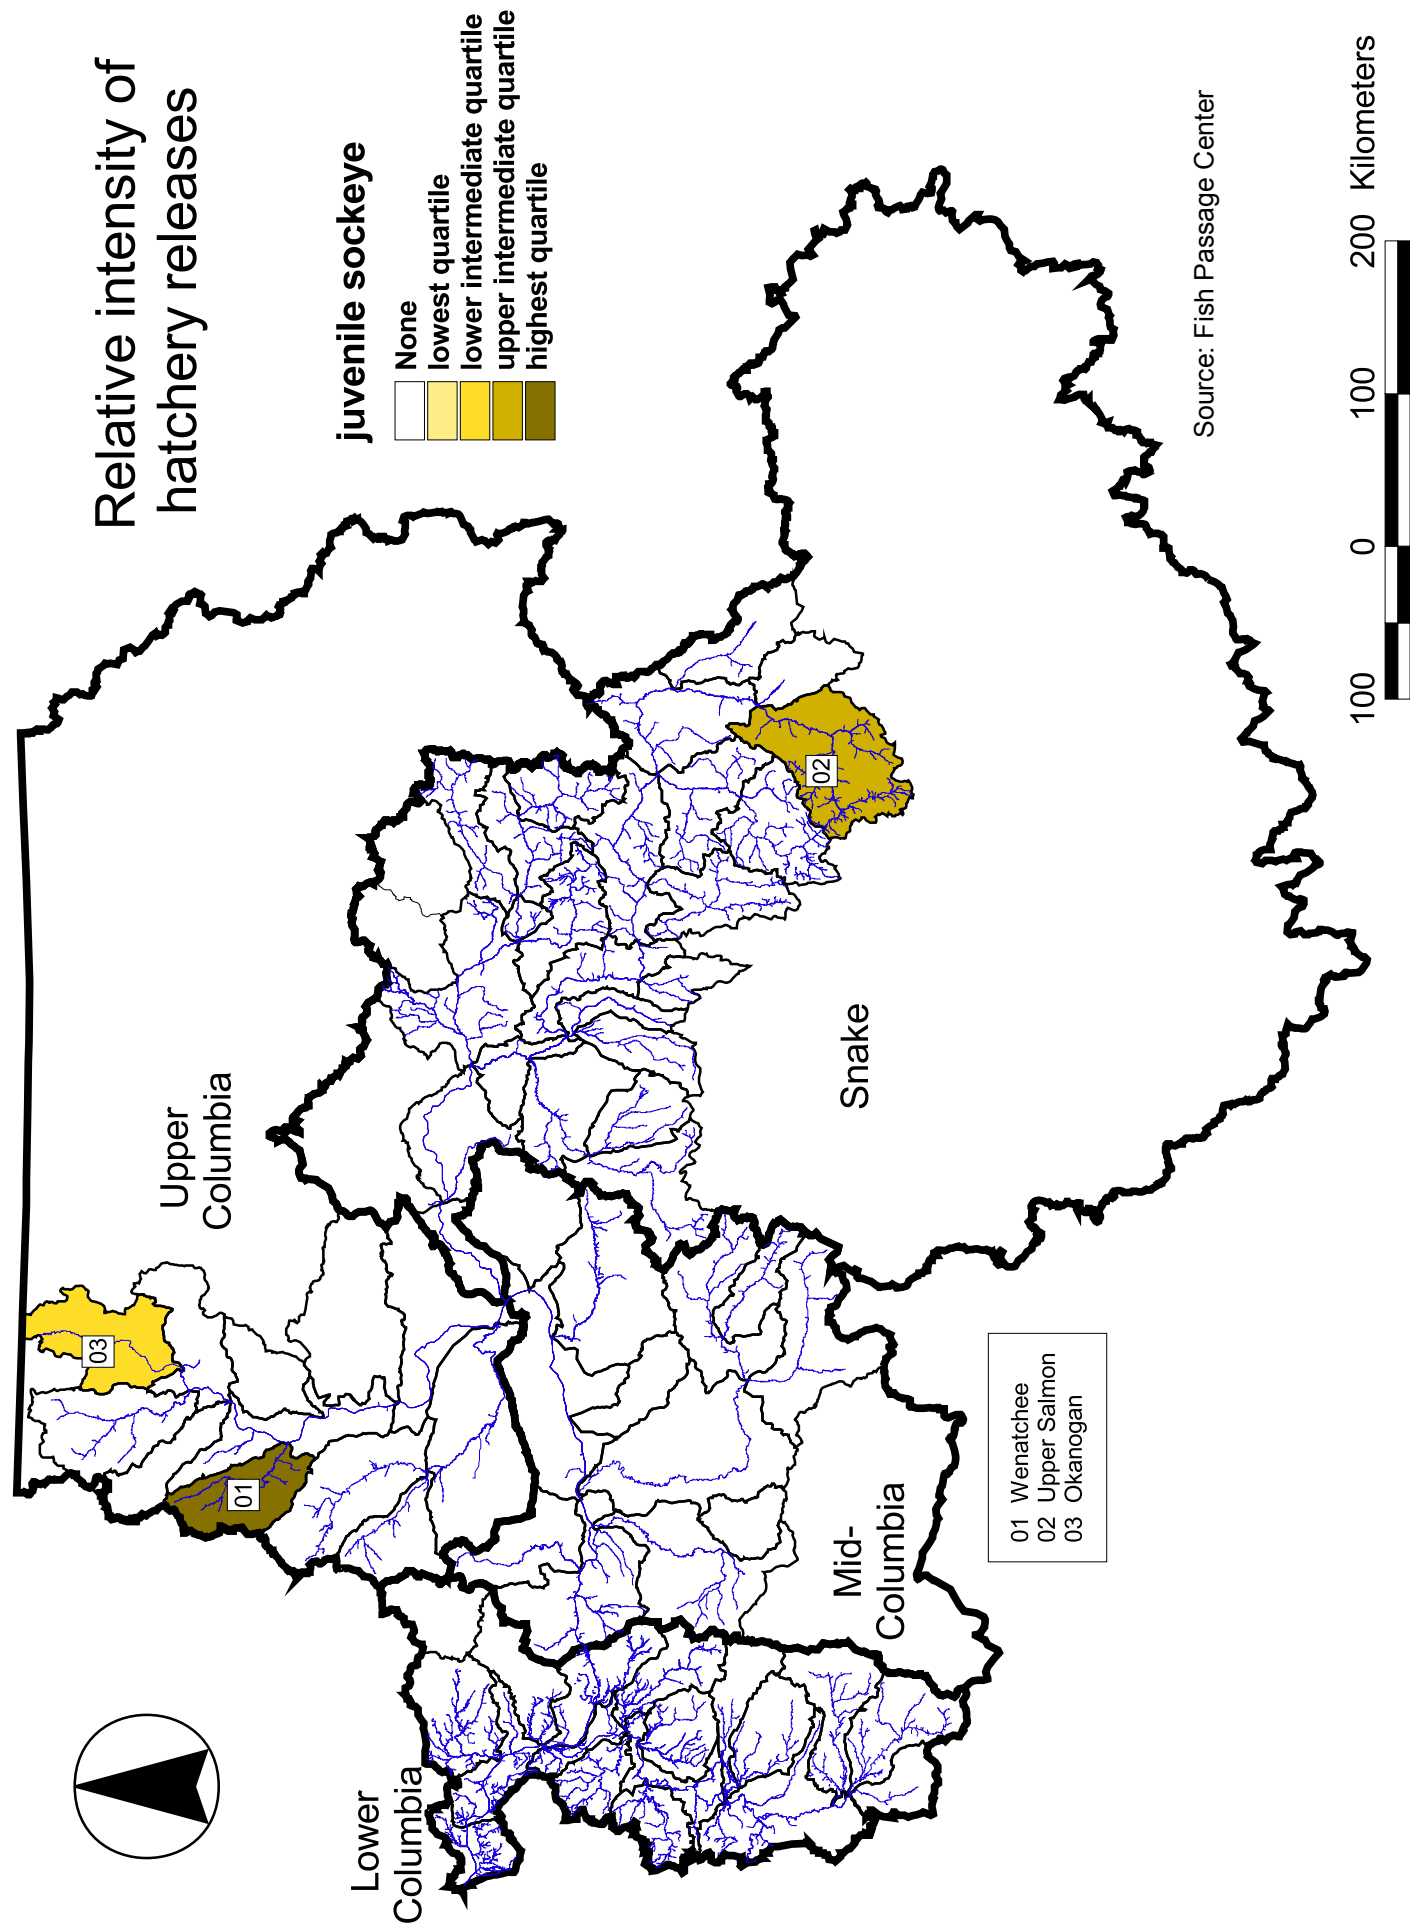 Relative intensity of
hatchery releases
juvenile sockeye
None
lowest quartile
lower intermediate quartile
upper intermediate quartile
highest quartile
Upper
Columbia
03
01
02
Snake
Lower
Columbia
Mid-
Columbia
01 Wenatchee
02 Upper Salmon
03 Okanogan
Source: Fish Passage Center
100 0 100 200 Kilometers